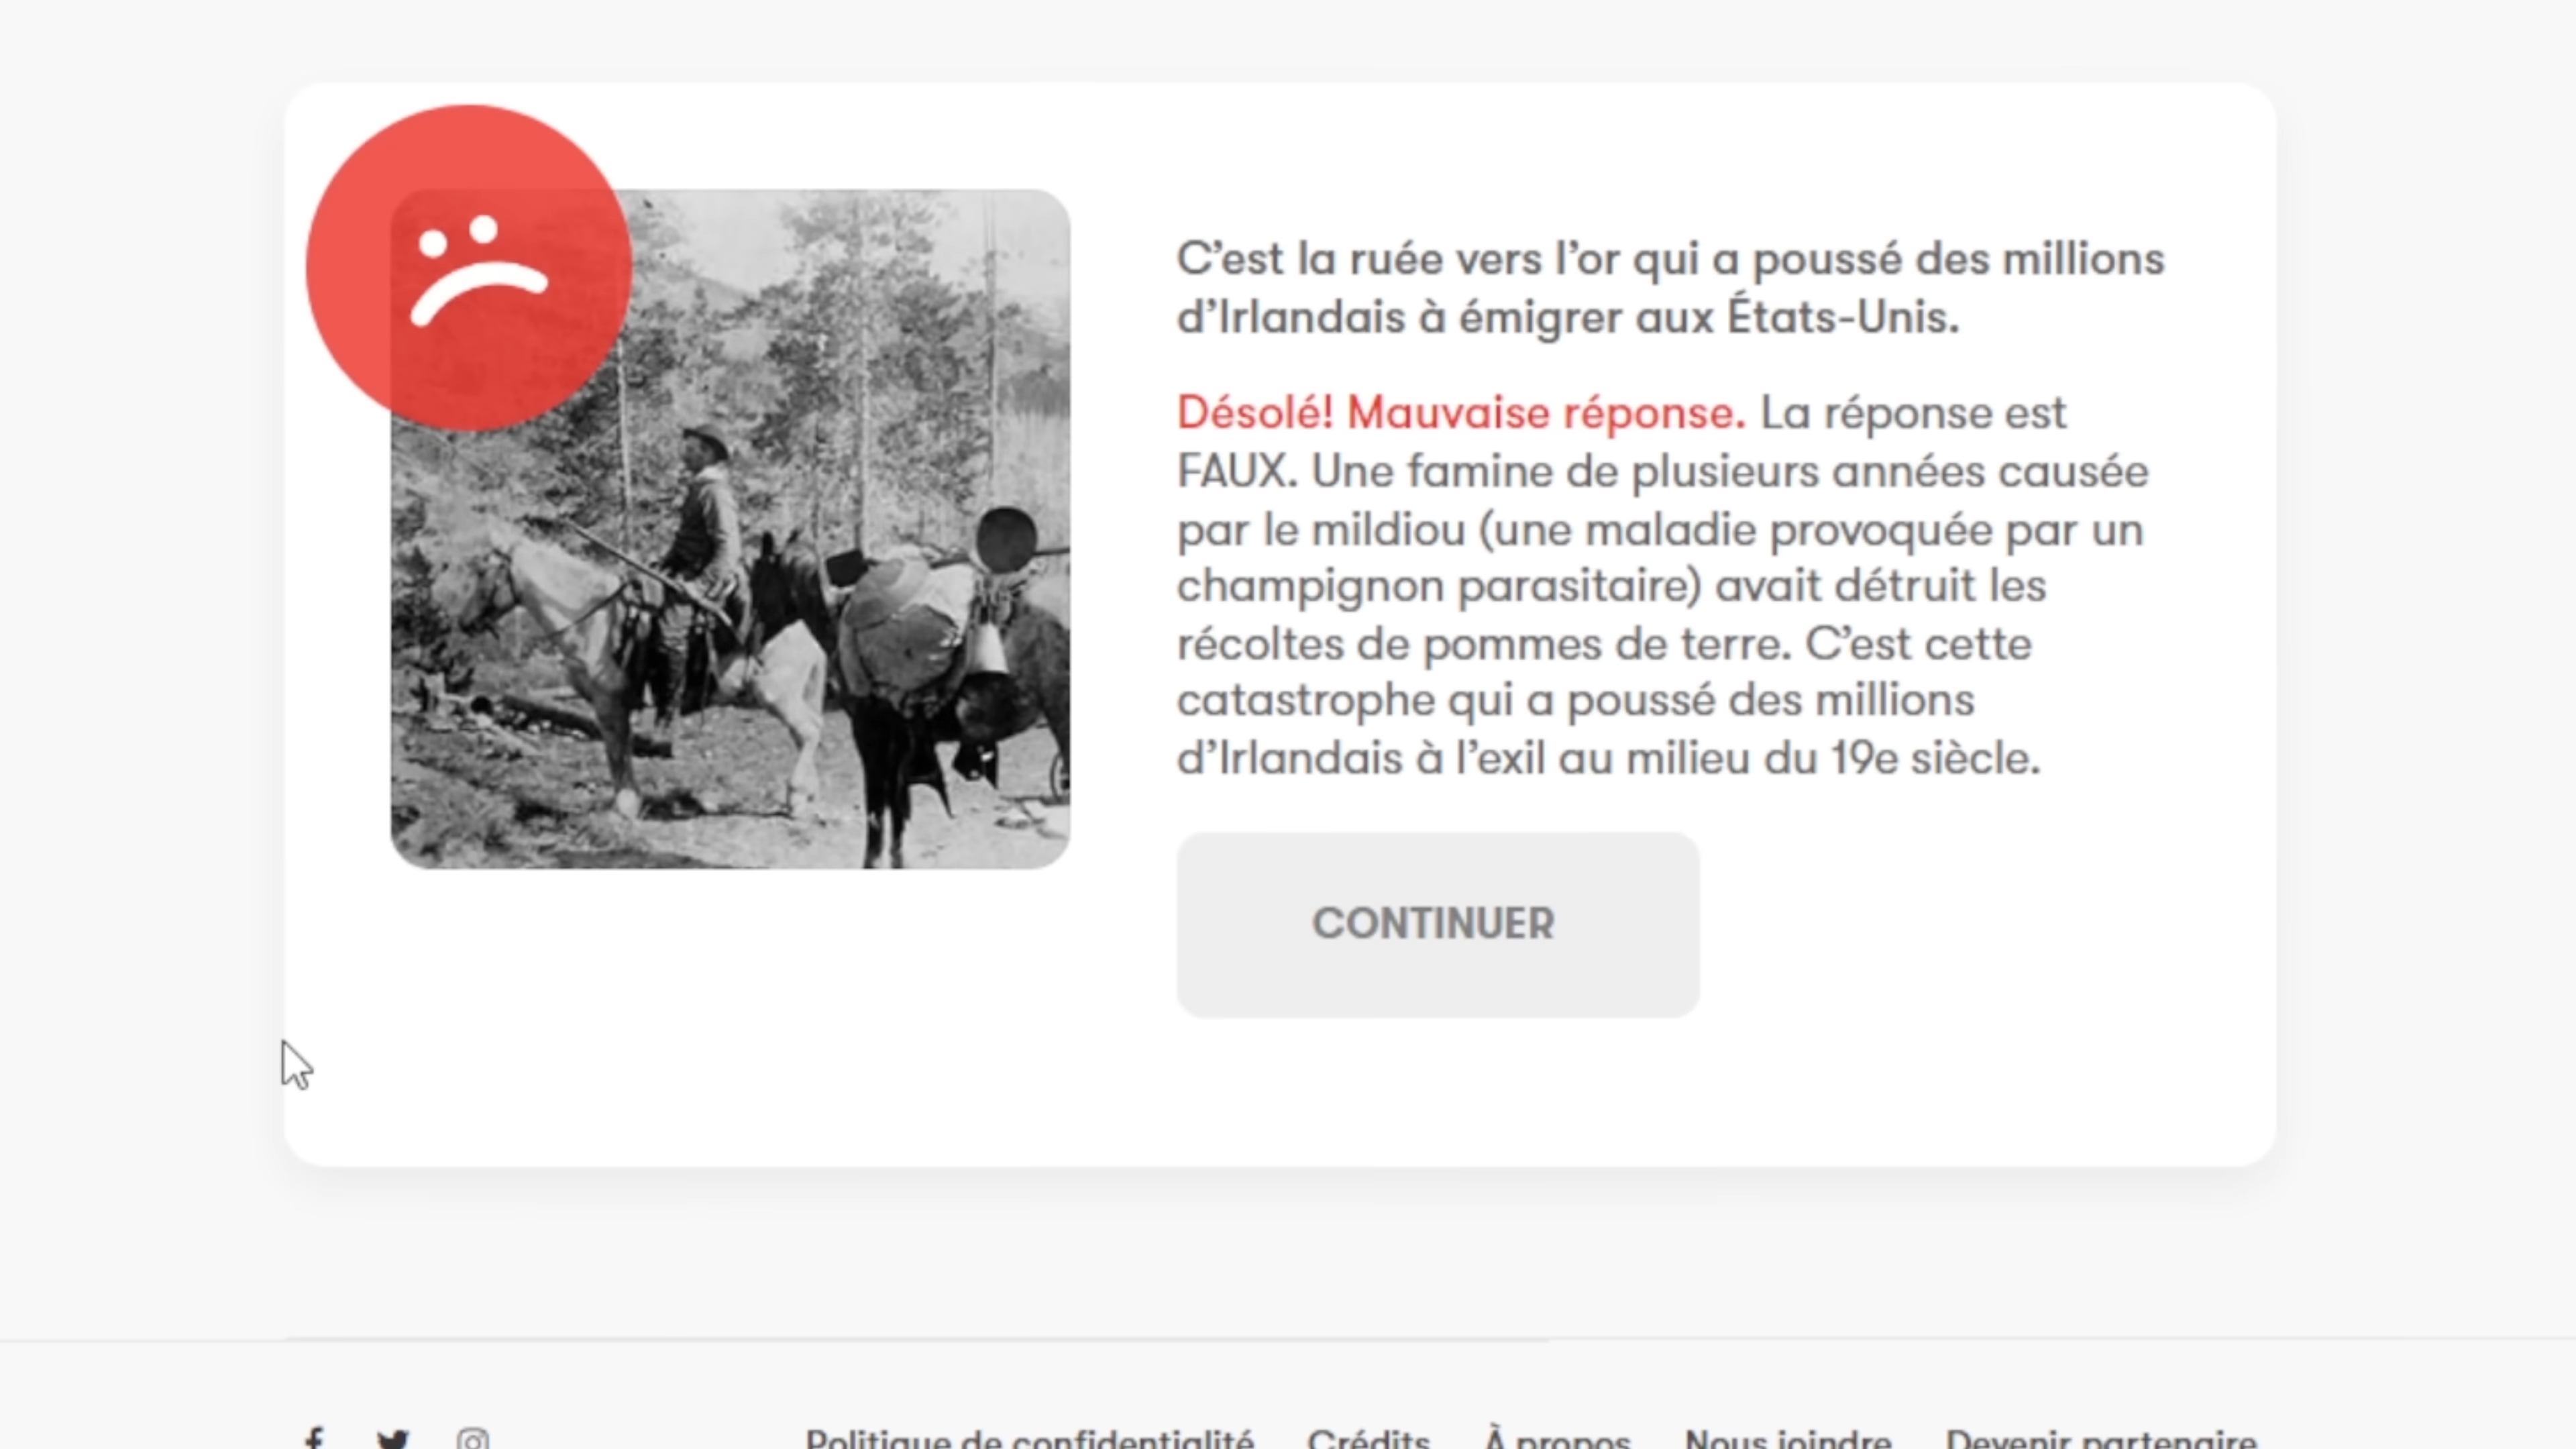 C’est la ruée vers l’or qui a poussé des millions
d’Irlandais à émigrer aux États-Unis.
Désolé! Mauvaise réponse. La réponse est
FAUX. Une famine de plusieurs années causée
par le mildiou (une maladie provoquée par un
champignon parasitaire) avait détruit les
récoltes de pommes de terre. C’est cette
catastrophe qui a poussé des millions
d’Irlandais à l’exil au milieu du 19e siècle.
CONTINUER
Politique de confidentialité Crédits À propos Nous joindre Devenir partenaire